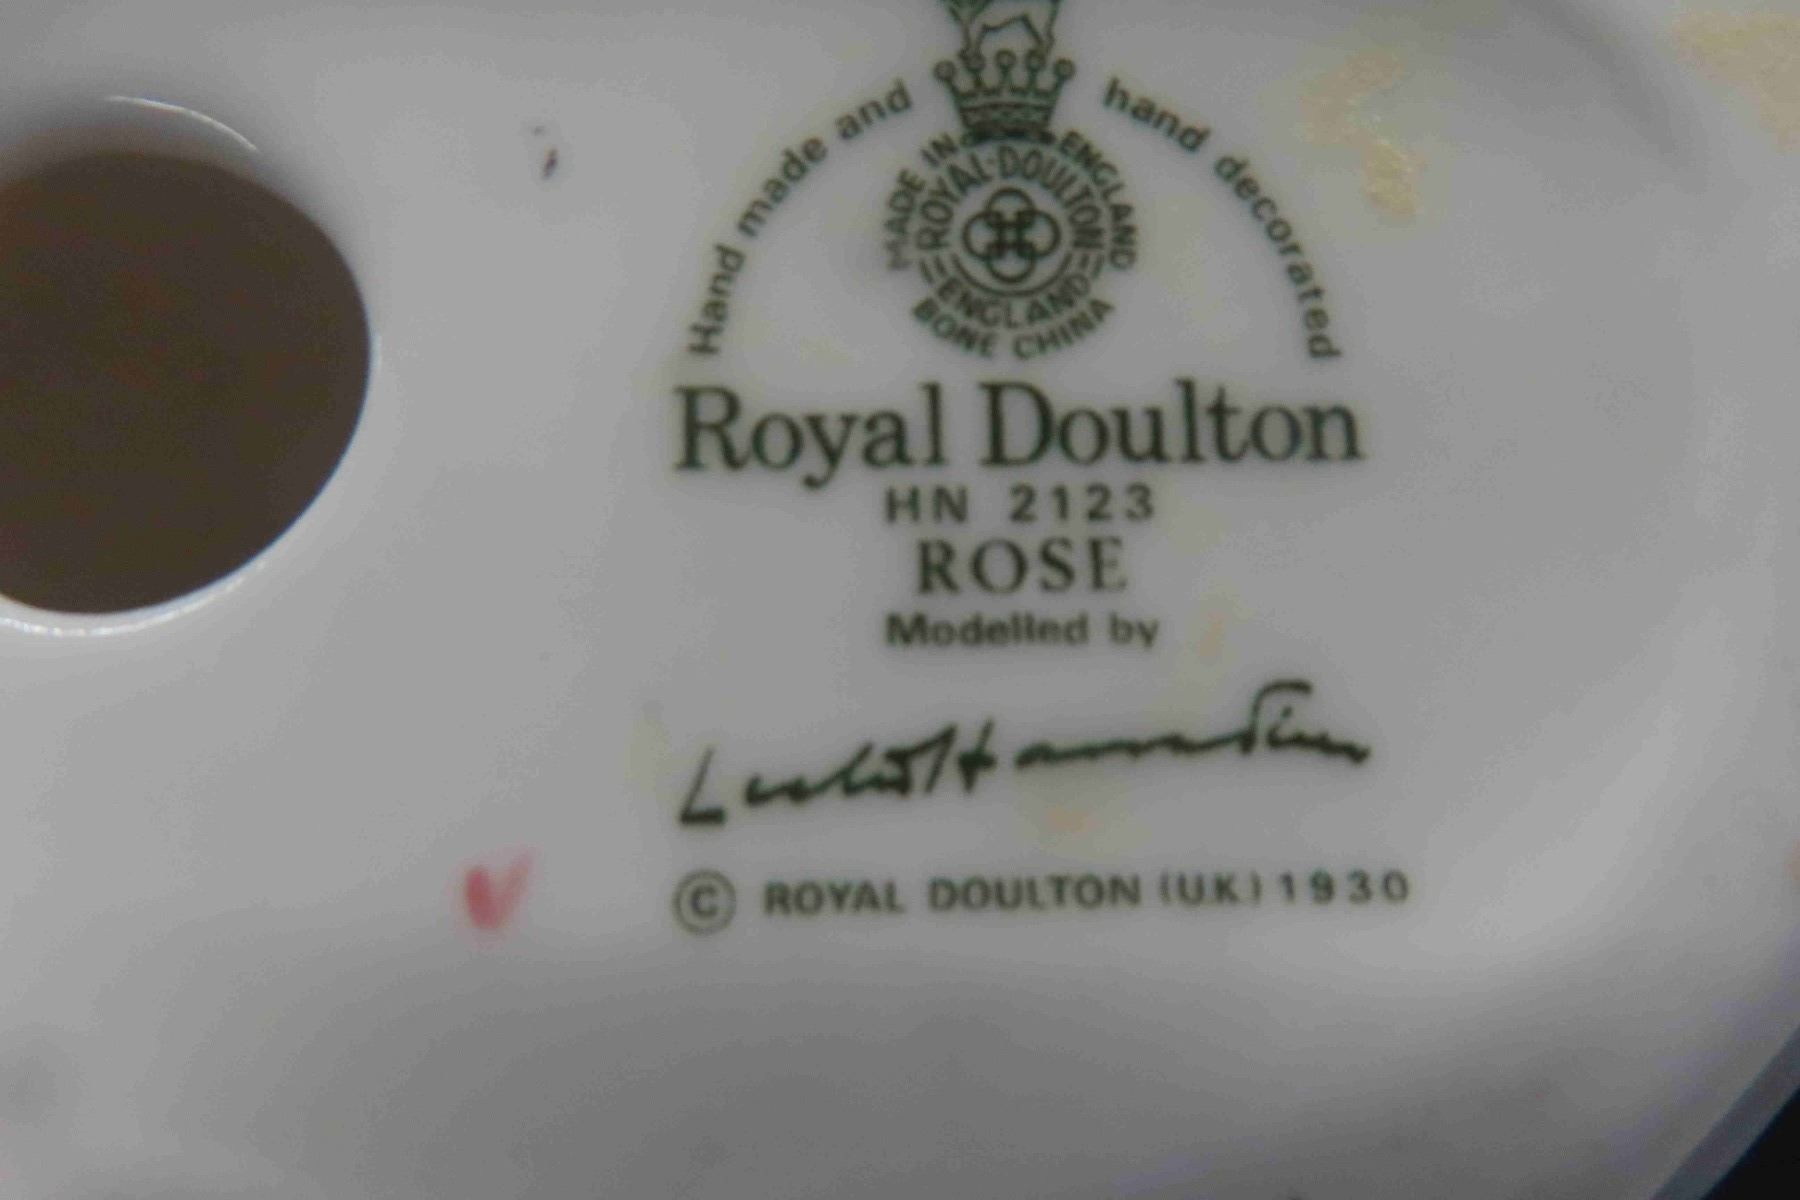 Hand made and hand decorated
MADE IN ENGLAND
ROYAL·DOULTON
ENGLAND
BONE CHINA
Royal Doulton
HN 2123
ROSE
Modelled by
© ROYAL DOULTON (U.K.) 1930